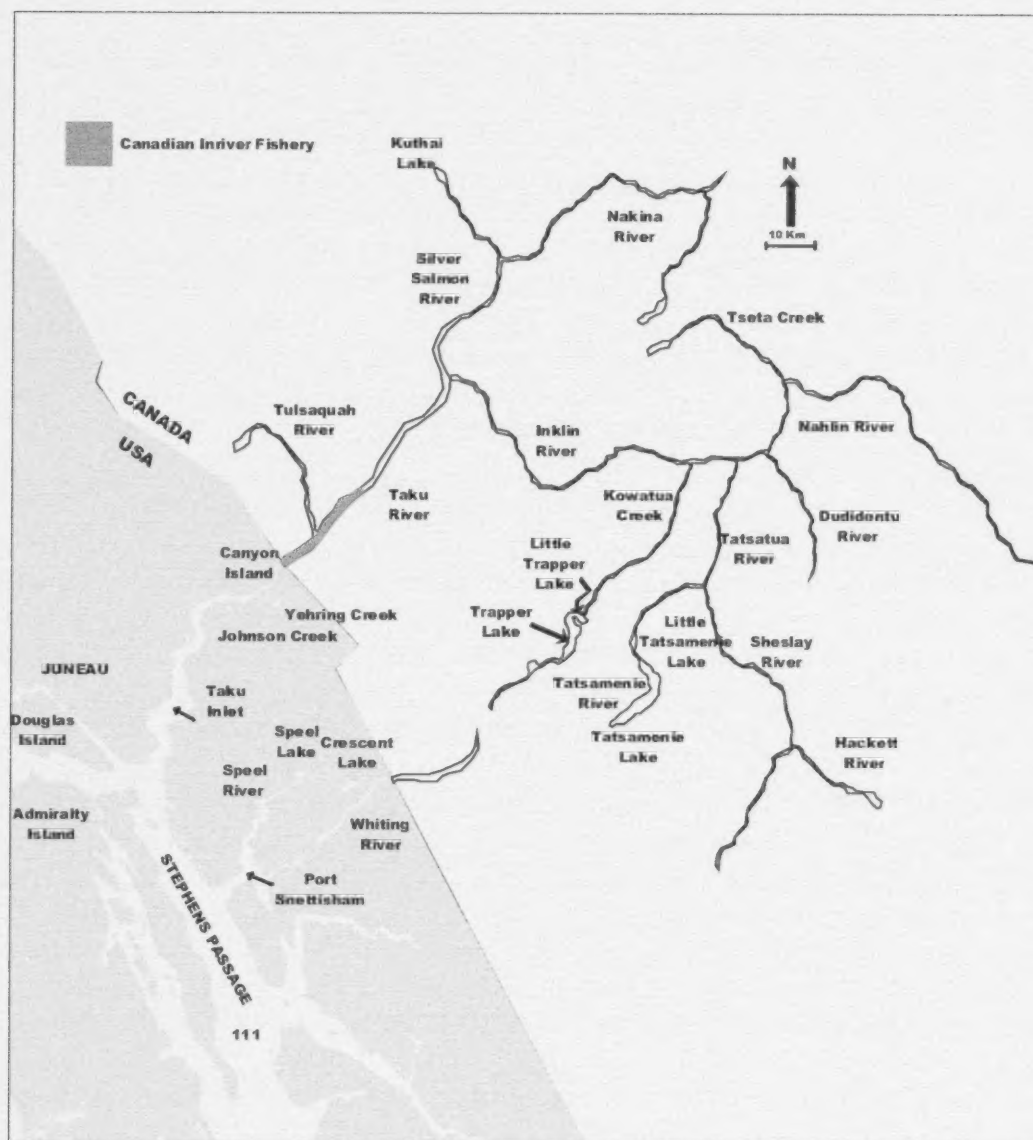 Canadian Inriver Fishery
Kuthai
Lake
N
10 Km
Nakina
River
Silver
Salmon
River
Tseta Creek
CANADA
USA
Tulsaquah
River
Inklin
River
Nahlin River
Taku
River
Kowatua
Creek
Dudidontu
River
Tatsatua
River
Canyon
Island
Little
Trapper
Lake
Yehring Creek
Johnson Creek
Trapper
Lake
Little
Tatsamenie
Lake
Sheslay
River
JUNEAU
Taku
Inlet
Tatsamenie
River
Douglas
Island
Speel
Lake
Crescent
Lake
Tatsamenie
Lake
Hackett
River
Speel
River
Admiralty
Island
Whiting
River
STEPHENS PASSAGE
Port
Snettisham
111